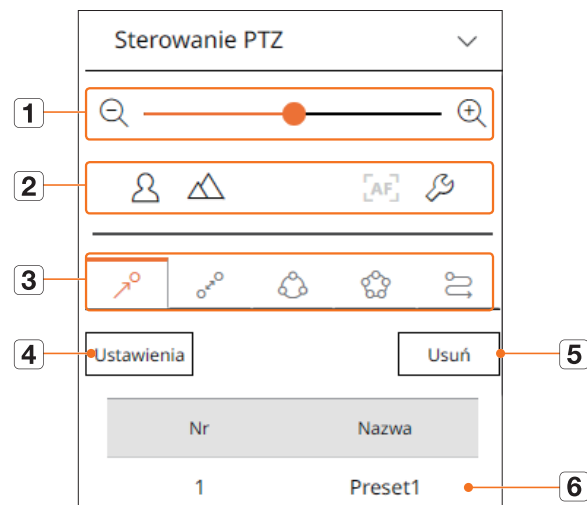 Sterowanie PTZ
1
2
AF
3
4
Ustawienia
Usuń
5
Nr Nazwa
1 Preset1
6